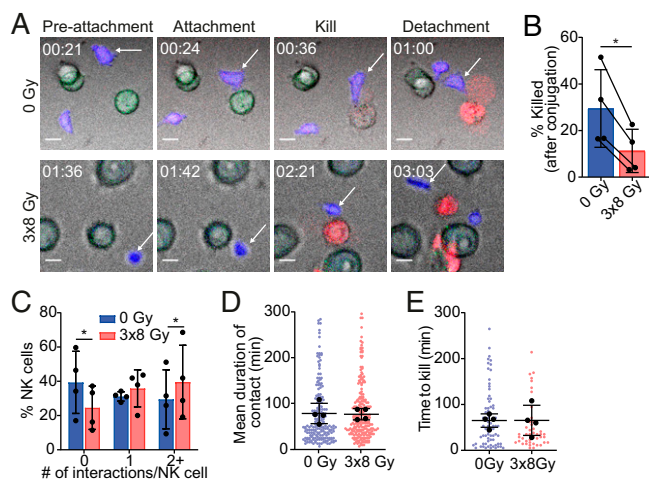 A
Pre-attachment Attachment Kill Detachment
0 Gy
00:21 00:24 00:36 01:00
3x8 Gy
01:36 01:42 02:21 03:03
B
% Killed
(after conjugation)
60
40
20
0
*
0 Gy
3x8 Gy
C
0 Gy
3x8 Gy
% NK cells
80
60
40
20
0
* *
0 1 2+
# of interactions/NK cell
D
Mean duration of
contact (min)
300
200
100
0
0 Gy 3x8 Gy
E
Time to kill (min)
300
200
100
0
0Gy 3x8Gy